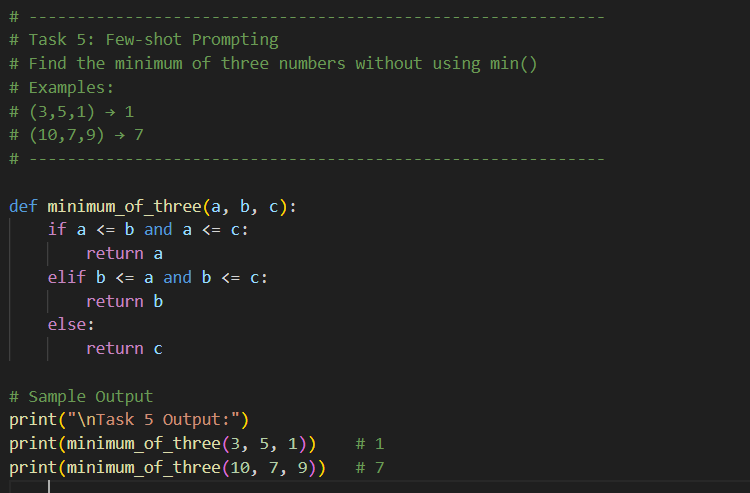 # ------------------------------------------------------------
# Task 5: Few-shot Prompting
# Find the minimum of three numbers without using min()
# Examples:
# (3,5,1) → 1
# (10,7,9) → 7
# ------------------------------------------------------------

def minimum_of_three(a, b, c):
    if a <= b and a <= c:
        return a
    elif b <= a and b <= c:
        return b
    else:
        return c

# Sample Output
print("\nTask 5 Output:")
print(minimum_of_three(3, 5, 1))    # 1
print(minimum_of_three(10, 7, 9))   # 7